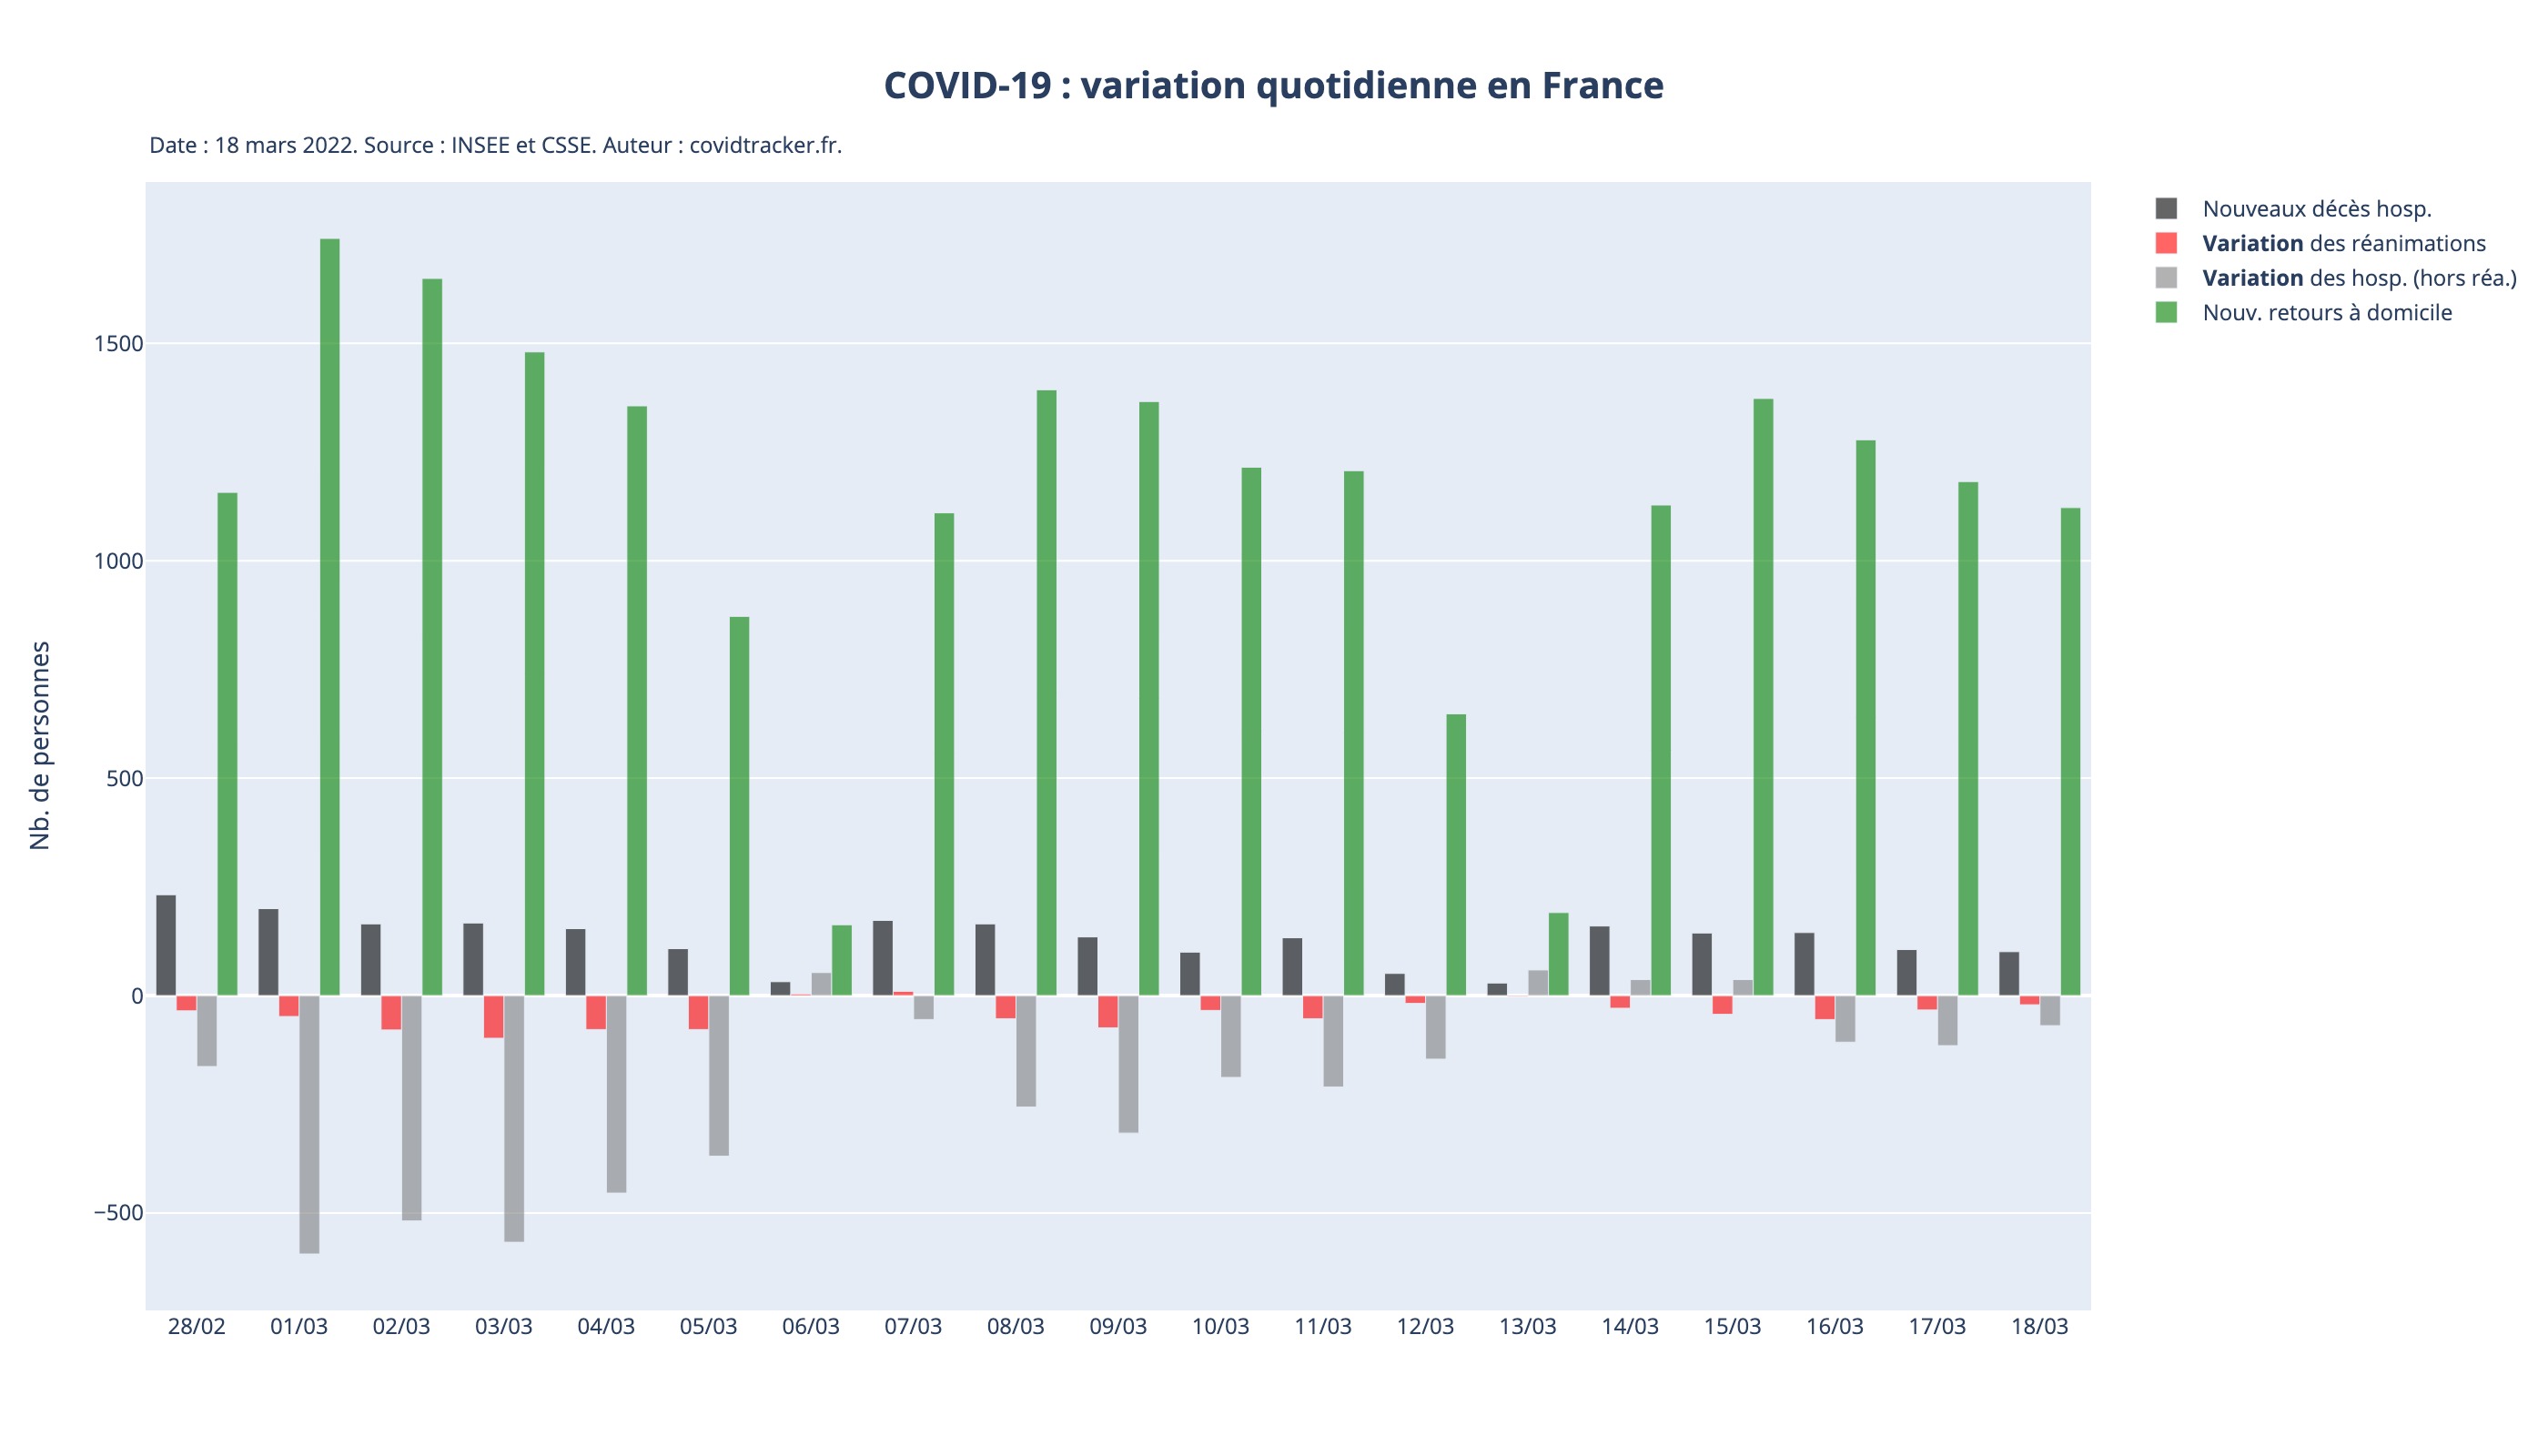 COVID-19 : variation quotidienne en France
Date : 18 mars 2022. Source : INSEE et CSSE. Auteur : covidtracker.fr.
Nouveaux décès hosp.
Variation des réanimations
Variation des hosp. (hors réa.)
Nouv. retours à domicile
Nb. de personnes
1500
1000
500
0
−500
28/02 01/03 02/03 03/03 04/03 05/03 06/03 07/03 08/03 09/03 10/03 11/03 12/03 13/03 14/03 15/03 16/03 17/03 18/03